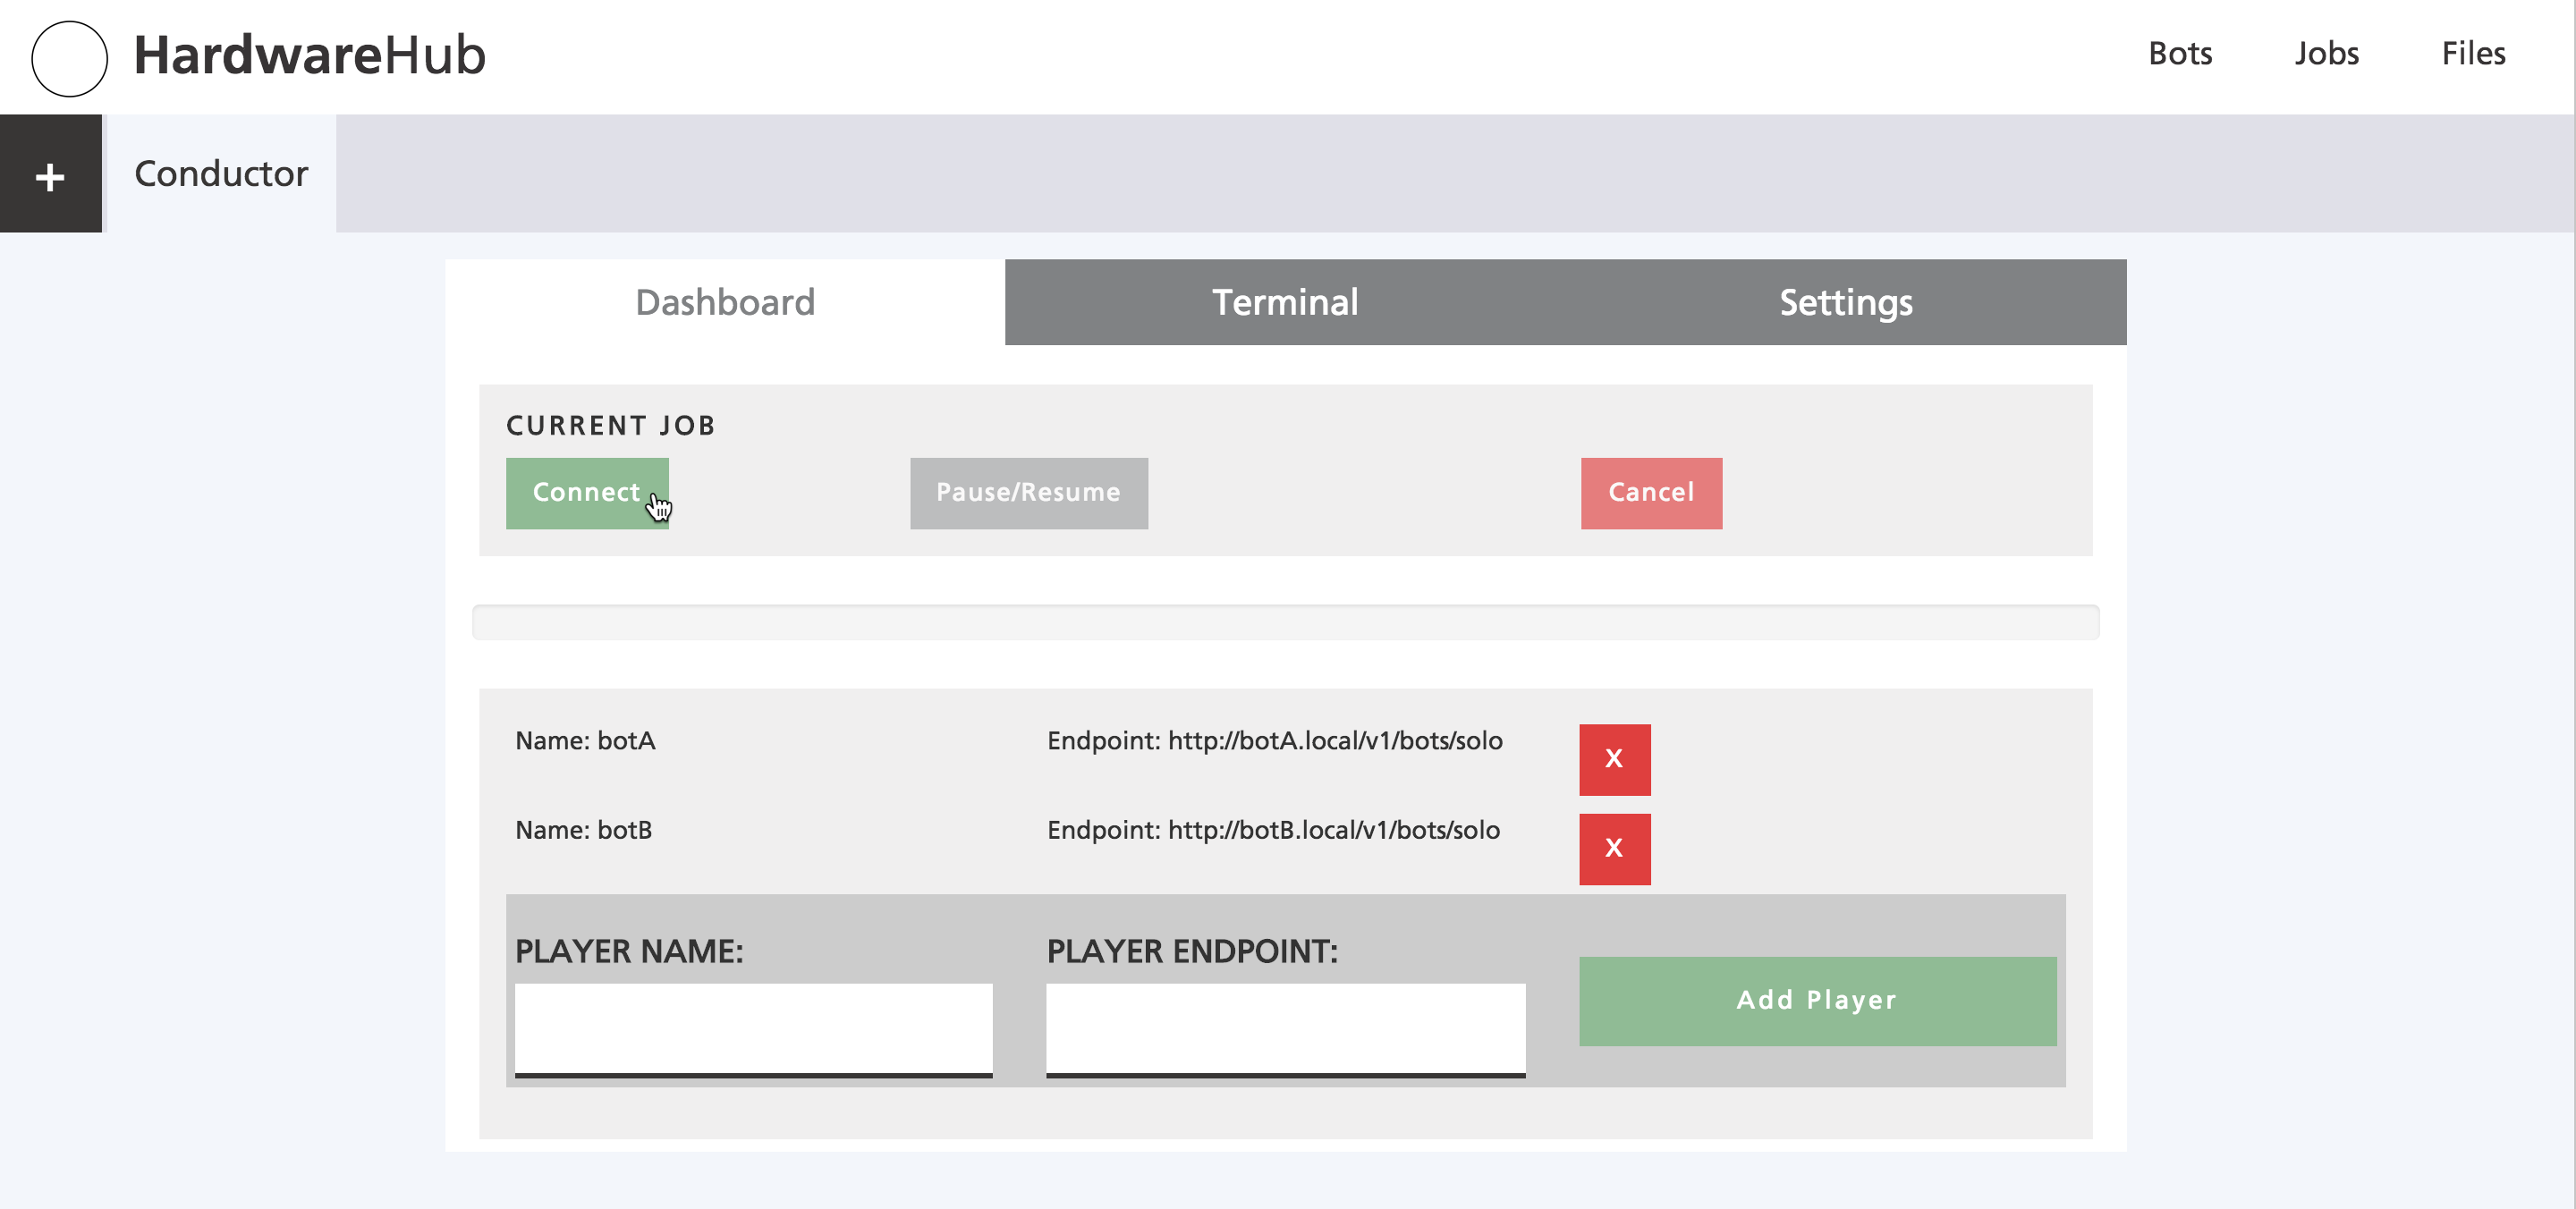 HardwareHub
Bots Jobs Files
+ Conductor
Dashboard Terminal Settings
CURRENT JOB
Connect Pause/Resume Cancel
Name: botA Endpoint: http://botA.local/v1/bots/solo X
Name: botB Endpoint: http://botB.local/v1/bots/solo X
PLAYER NAME: PLAYER ENDPOINT:
Add Player